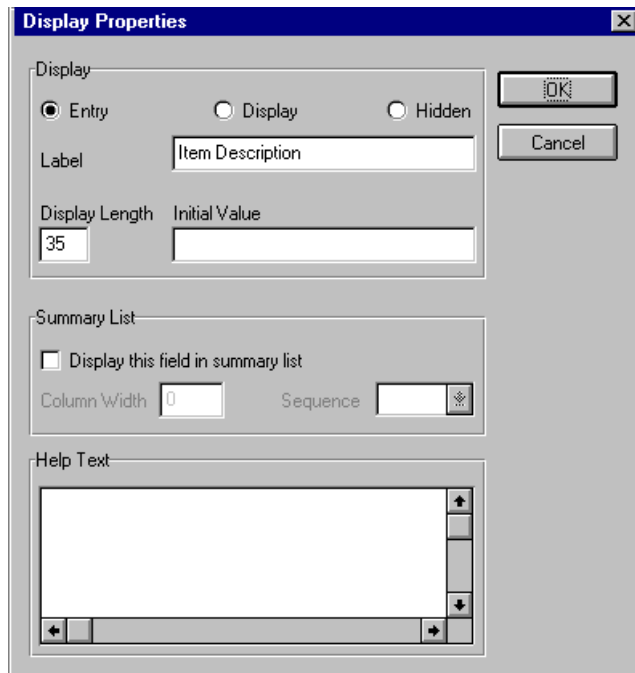 Display Properties
Display
OK
Entry Display Hidden
Cancel
Label Item Description
Display Length Initial Value
35
Summary List
Display this field in summary list
Column Width 0 Sequence
Help Text